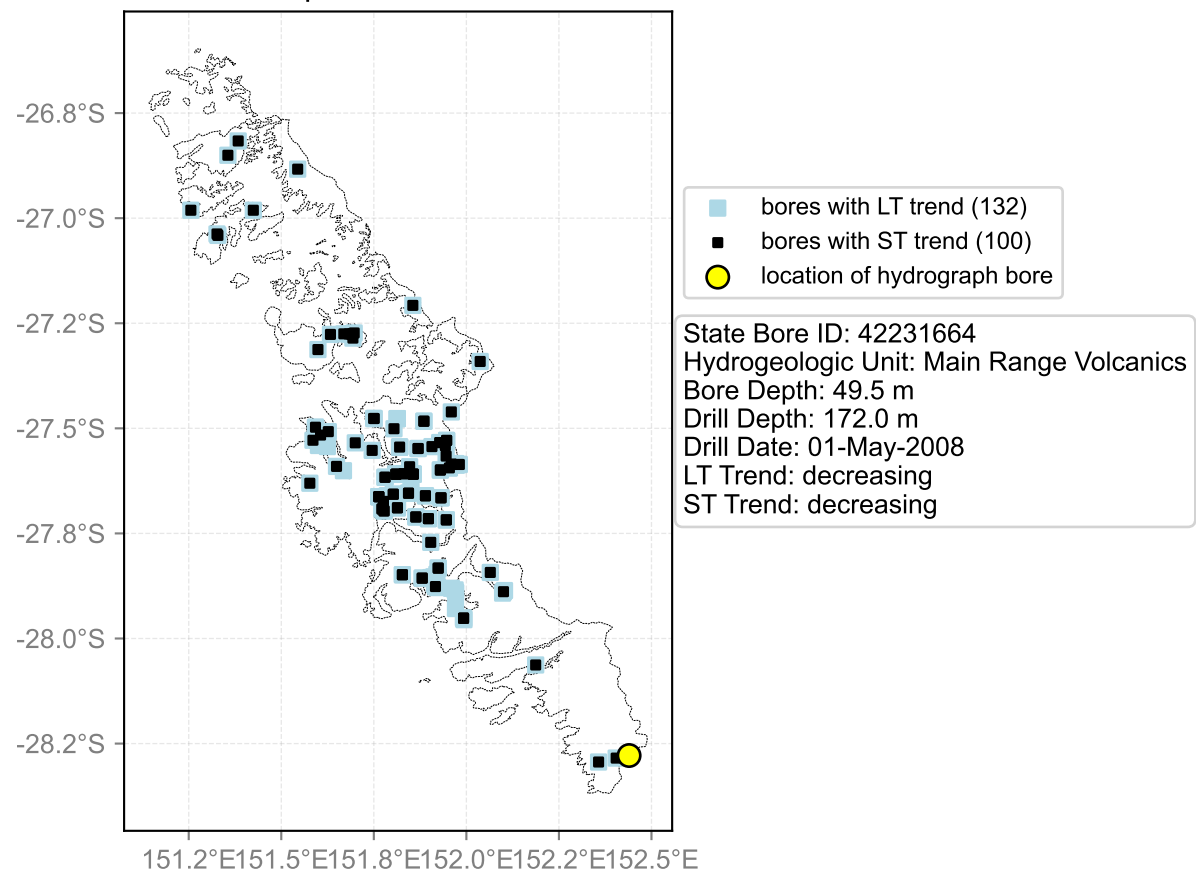 -26.8°S
-27.0°S
-27.2°S
-27.5°S
-27.8°S
-28.0°S
-28.2°S
151.2°E151.5°E151.8°E152.0°E152.2°E152.5°E
bores with LT trend (132)
bores with ST trend (100)
location of hydrograph bore
State Bore ID: 42231664
Hydrogeologic Unit: Main Range Volcanics
Bore Depth: 49.5 m
Drill Depth: 172.0 m
Drill Date: 01-May-2008
LT Trend: decreasing
ST Trend: decreasing